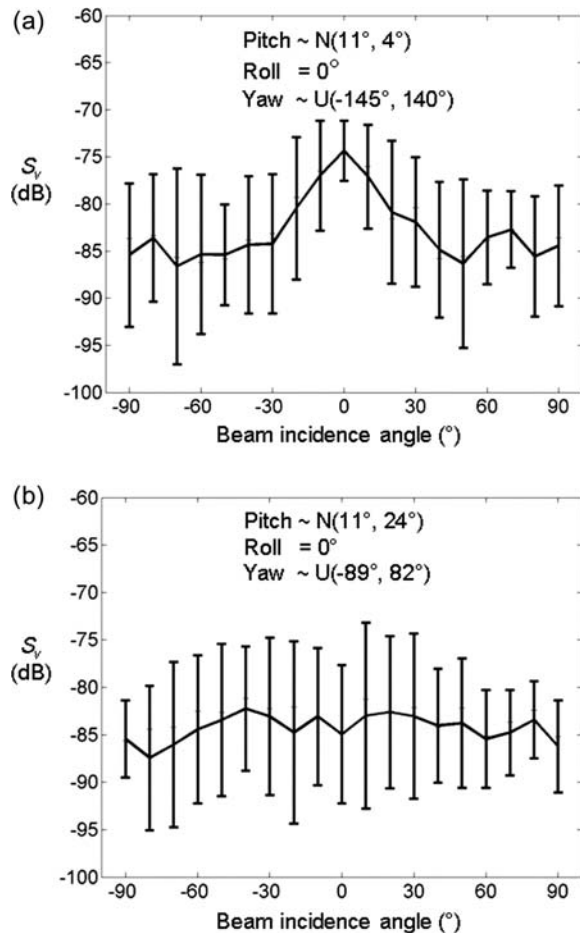 (a)
-60
-65
-70
-75
-80
-85
-90
-95
-100
Sv
(dB)
Pitch ~ N(11°, 4°)
Roll = 0°
Yaw ~ U(-145°, 140°)
-90 -60 -30 0 30 60 90
Beam incidence angle (°)
(b)
-60
-65
-70
-75
-80
-85
-90
-95
-100
Sv
(dB)
Pitch ~ N(11°, 24°)
Roll = 0°
Yaw ~ U(-89°, 82°)
-90 -60 -30 0 30 60 90
Beam incidence angle (°)